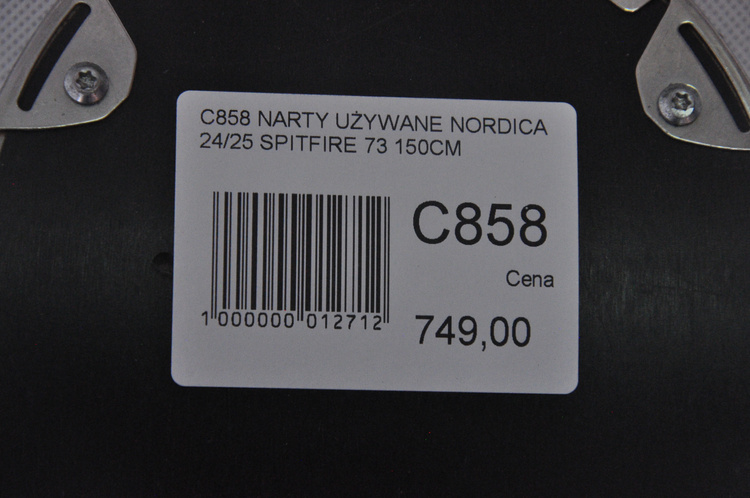 C858 NARTY UŻYWANE NORDICA
24/25 SPITFIRE 73 150CM
C858
Cena
749,00
1 000000 012712